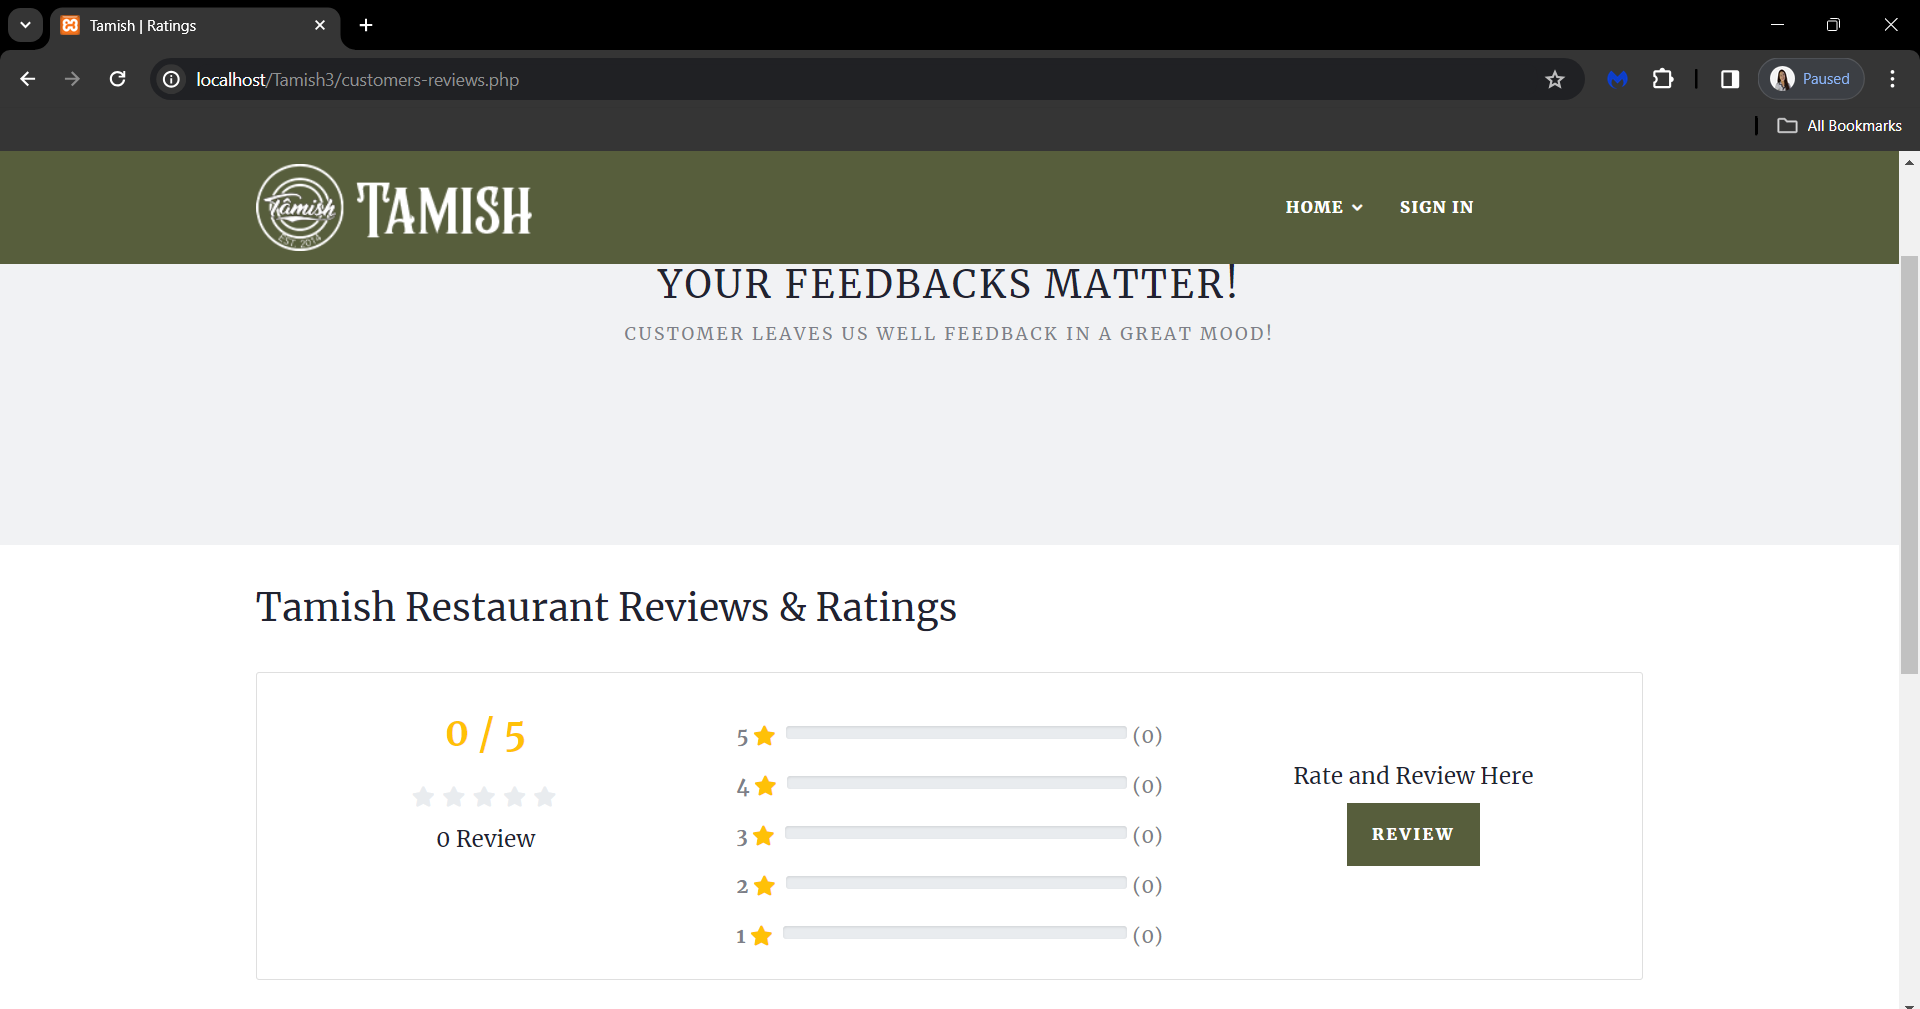 Tamish | Ratings
localhost/Tamish3/customers-reviews.php
Paused
All Bookmarks
Tâmish
EST. 2014
TAMISH
HOME
SIGN IN
YOUR FEEDBACKS MATTER!
CUSTOMER LEAVES US WELL FEEDBACK IN A GREAT MOOD!
Tamish Restaurant Reviews & Ratings
0 / 5
0 Review
5 (0)
4 (0)
3 (0)
2 (0)
1 (0)
Rate and Review Here
REVIEW